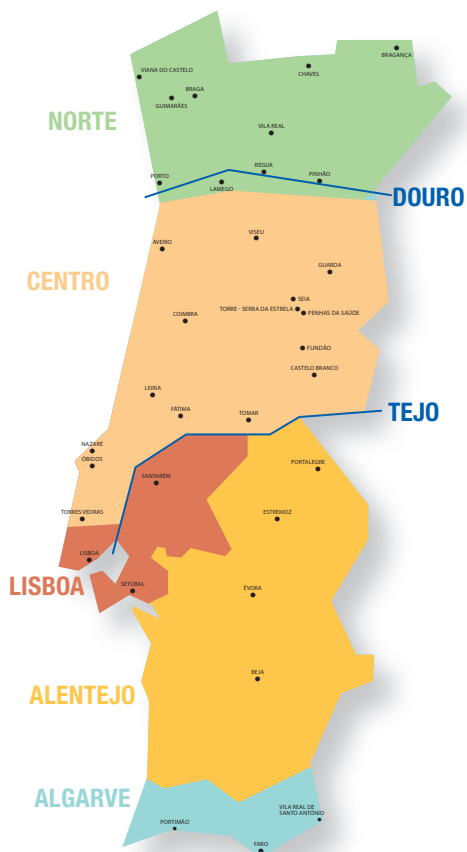 BRAGANÇA
CHAVES
VIANA DO CASTELO
BRAGA
GUIMARÃES
NORTE
VILA REAL
RÉGUA
PORTO
PINHÃO
LAMEGO
DOURO
VISEU
AVEIRO
GUARDA
CENTRO
SEIA
TORRE - SERRA DA ESTRELA
PENHAS DA SAÚDE
COIMBRA
FUNDÃO
CASTELO BRANCO
LEIRIA
FÁTIMA
TOMAR
TEJO
NAZARÉ
ÓBIDOS
PORTALEGRE
SANTARÉM
TORRES VEDRAS
ESTREMOZ
LISBOA
LISBOA
SETÚBAL
ÉVORA
BEJA
ALENTEJO
ALGARVE
VILA REAL DE
SANTO ANTÓNIO
PORTIMÃO
FARO